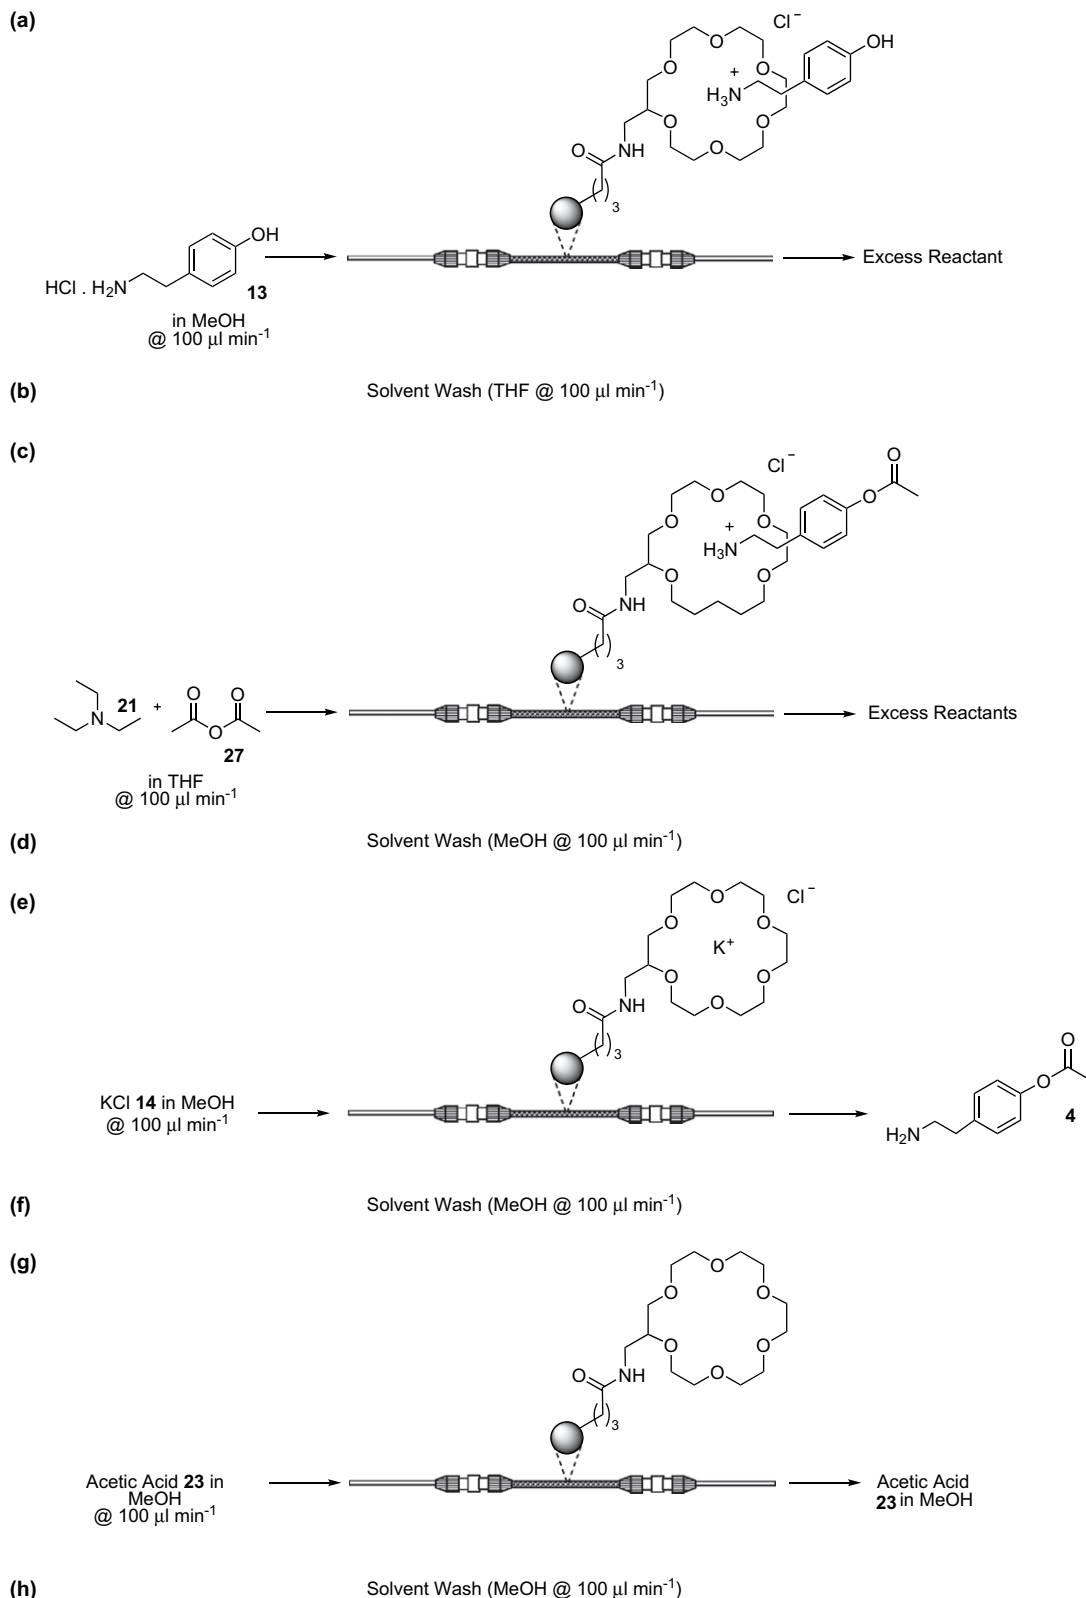 (a)
Cl−
O
O
O
+
H3N
OH
O
O
O
O
NH
3
OH
HCl . H2N
13
in MeOH
@ 100 µl min-1
Excess Reactant
(b)
Solvent Wash (THF @ 100 µl min-1)
(c)
Cl−
O
O
O
O
O
+
H3N
O
O
O
NH
3
N
21
+
O
O
O
27
in THF
@ 100 µl min-1
Excess Reactants
(d)
Solvent Wash (MeOH @ 100 µl min-1)
(e)
Cl−
O
O
O
K+
O
O
O
O
NH
3
KCl 14 in MeOH
@ 100 µl min-1
O
O
H2N
4
(f)
Solvent Wash (MeOH @ 100 µl min-1)
(g)
O
O
O
O
O
O
O
NH
3
Acetic Acid 23 in
MeOH
@ 100 µl min-1
Acetic Acid
23 in MeOH
(h)
Solvent Wash (MeOH @ 100 µl min-1)